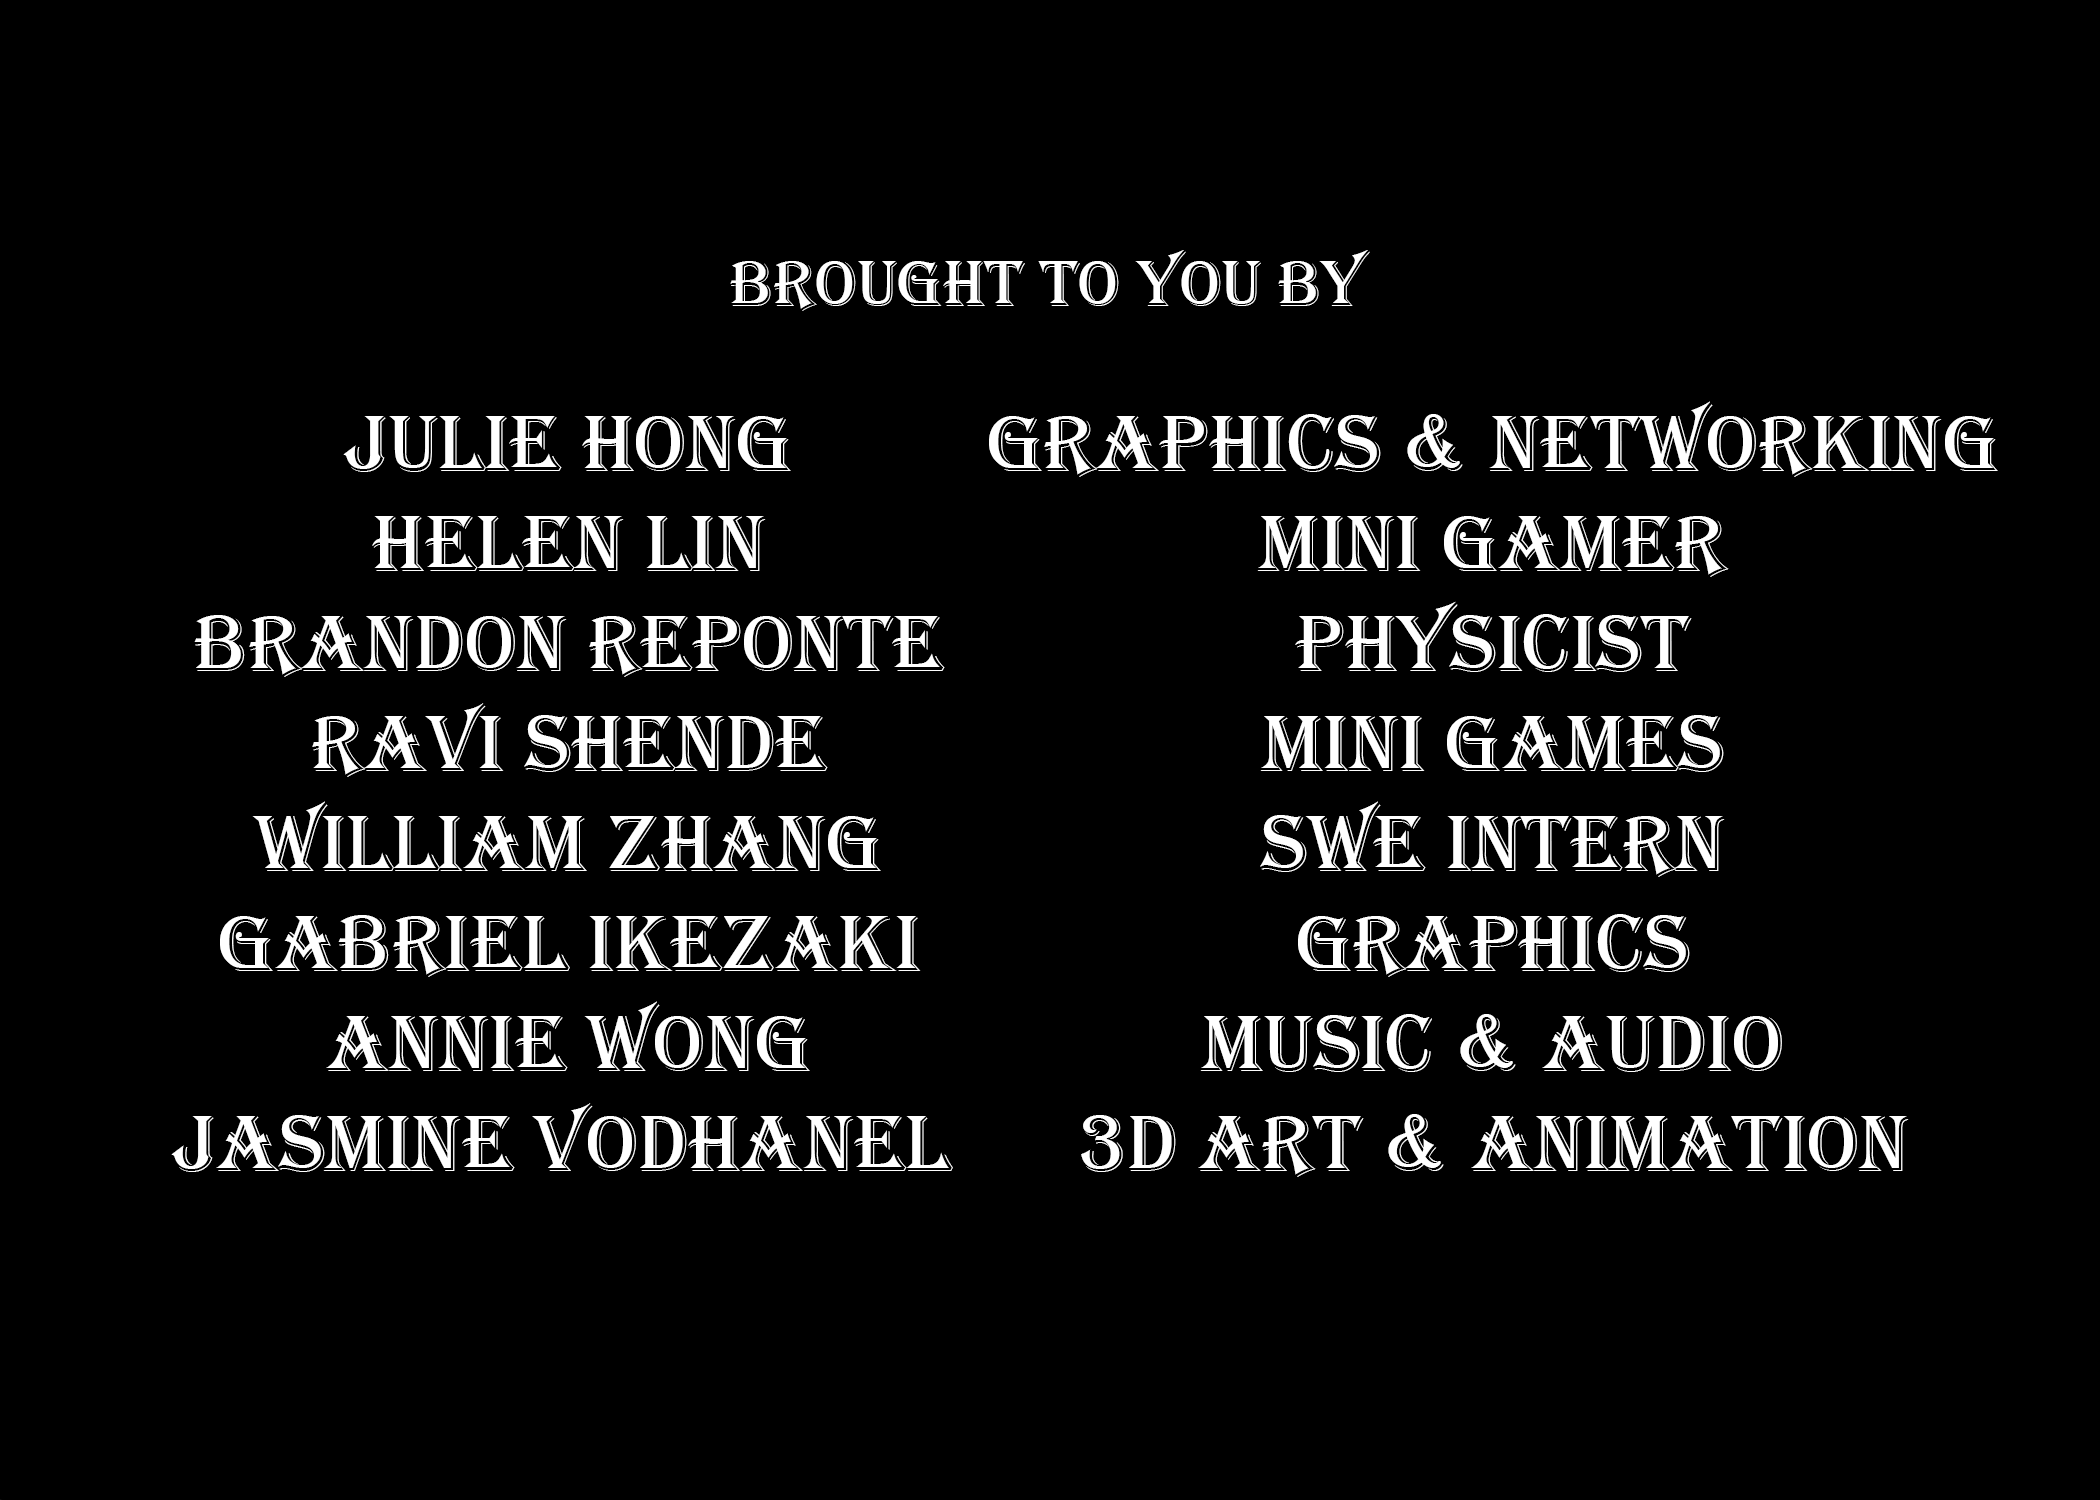 BROUGHT TO YOU BY
JULIE HONG GRAPHICS & NETWORKING
HELEN LIN MINI GAMER
BRANDON REPONTE PHYSICIST
RAVI SHENDE MINI GAMES
WILLIAM ZHANG SWE INTERN
GABRIEL IKEZAKI GRAPHICS
ANNIE WONG MUSIC & AUDIO
JASMINE VODHANEL 3D ART & ANIMATION